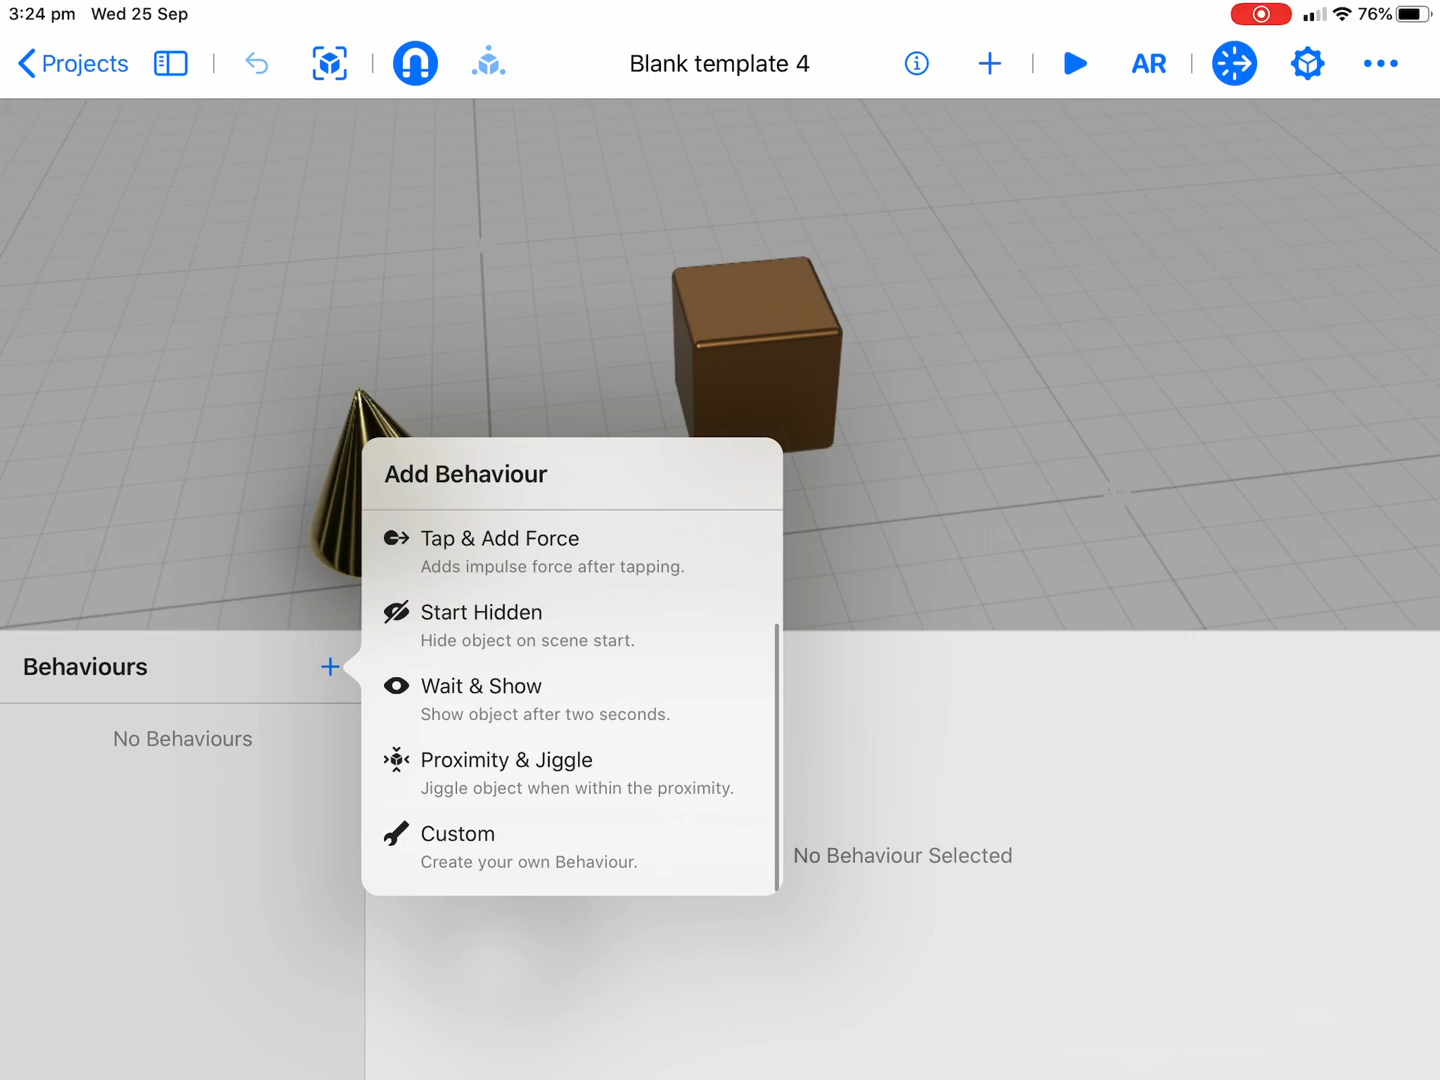 3:24 pm Wed 25 Sep
76%
Projects
Blank template 4
AR
Add Behaviour
Tap & Add Force
Adds impulse force after tapping.
Start Hidden
Hide object on scene start.
Behaviours
Wait & Show
Show object after two seconds.
No Behaviours
Proximity & Jiggle
Jiggle object when within the proximity.
Custom
Create your own Behaviour.
No Behaviour Selected